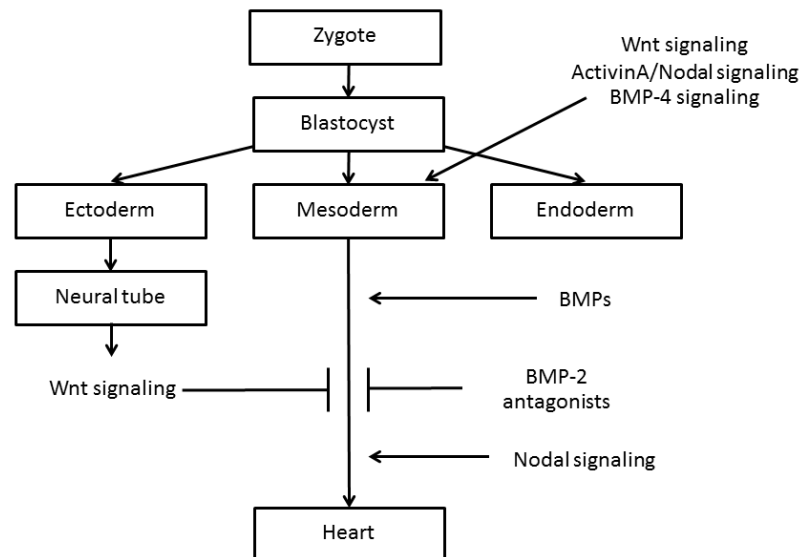 Zygote
Wnt signaling
ActivinA/Nodal signaling
BMP-4 signaling
Blastocyst
Ectoderm
Mesoderm
Endoderm
Neural tube
BMPs
Wnt signaling
BMP-2
antagonists
Nodal signaling
Heart